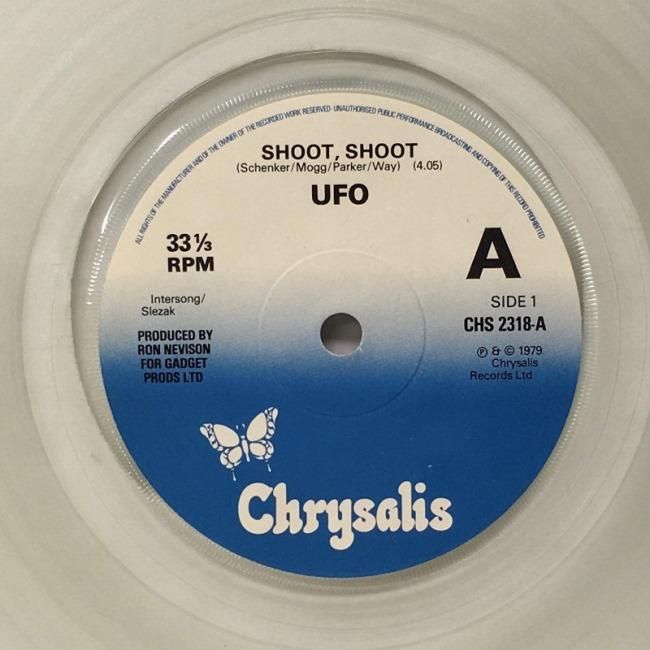 ALL RIGHTS OF THE MANUFACTURER AND OF THE OWNER OF THE RECORDED WORK RESERVED· UNAUTHORISED PUBLIC PERFORMANCE BROADCASTING AND COPYING OF THIS RECORD PROHIBITED
SHOOT, SHOOT
(Schenker/Mogg/Parker/Way) (4.05)
UFO
33 ⅓
RPM
A
Intersong/
Slezak
SIDE 1
CHS 2318-A
PRODUCED BY
RON NEVISON
FOR GADGET
PRODS LTD
℗ & © 1979
Chrysalis
Records Ltd
Chrysalis